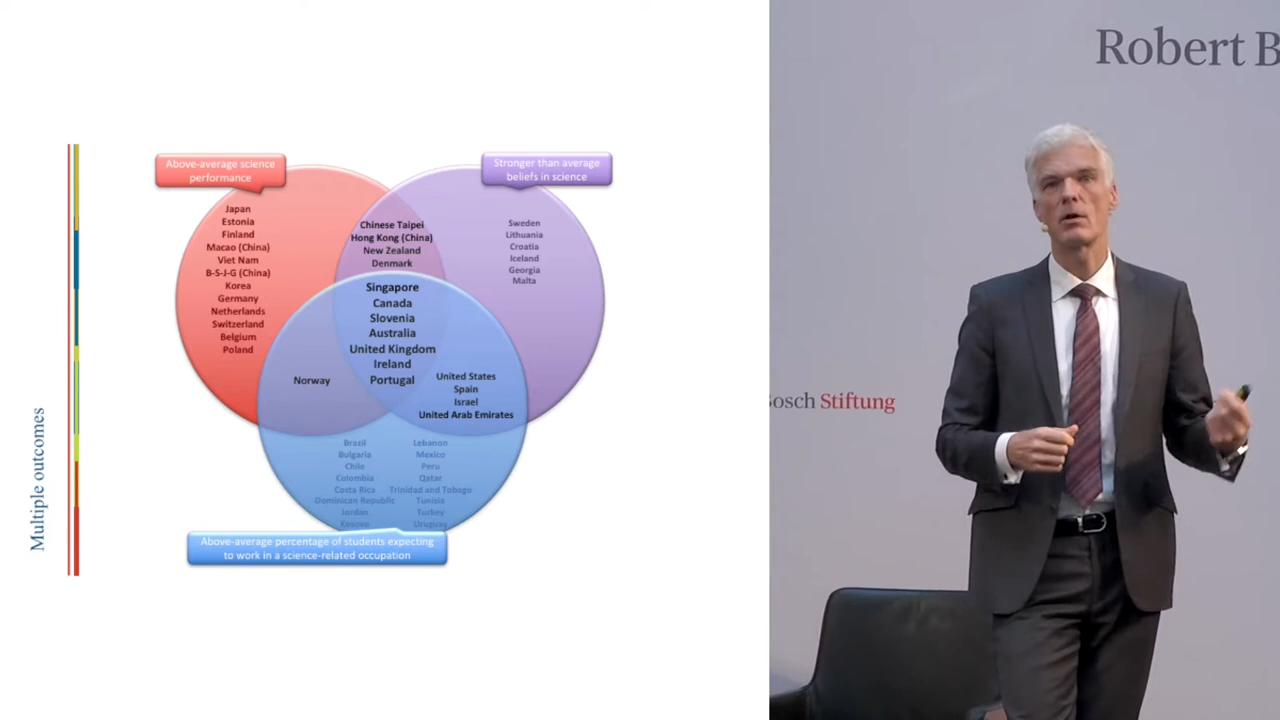 Multiple outcomes
Above-average science
performance
Stronger than average
beliefs in science
Japan
Estonia
Finland
Macao (China)
Viet Nam
B-S-J-G (China)
Korea
Germany
Netherlands
Switzerland
Belgium
Poland
Chinese Taipei
Hong Kong (China)
New Zealand
Denmark
Sweden
Lithuania
Croatia
Iceland
Georgia
Malta
Singapore
Canada
Slovenia
Australia
United Kingdom
Ireland
Portugal
Norway
United States
Spain
Israel
United Arab Emirates
Brazil
Bulgaria
Chile
Colombia
Costa Rica
Dominican Republic
Jordan
Kosovo
Lebanon
Mexico
Peru
Qatar
Trinidad and Tobago
Tunisia
Turkey
Uruguay
Above-average percentage of students expecting
to work in a science-related occupation
Robert B
osch Stiftung